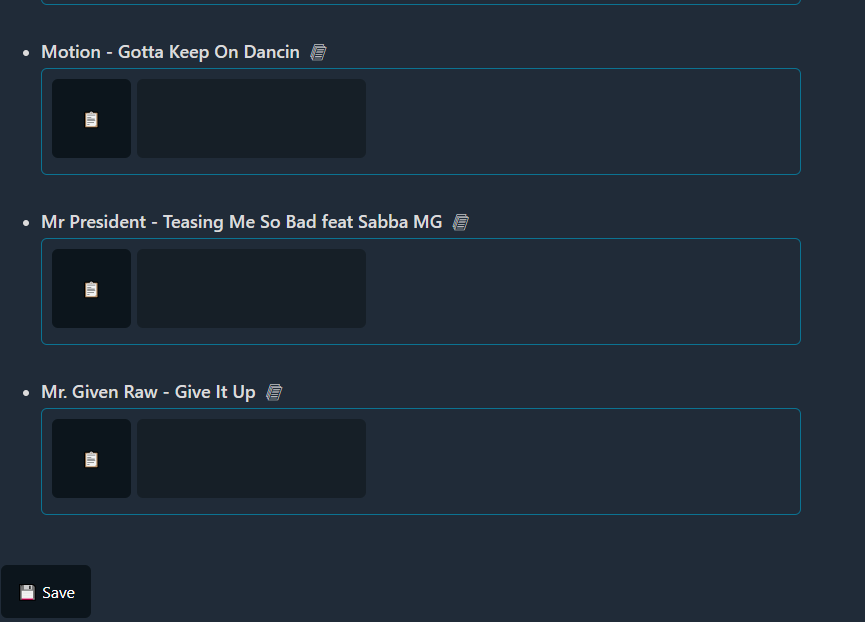 Motion - Gotta Keep On Dancin
Mr President - Teasing Me So Bad feat Sabba MG
Mr. Given Raw - Give It Up
Save